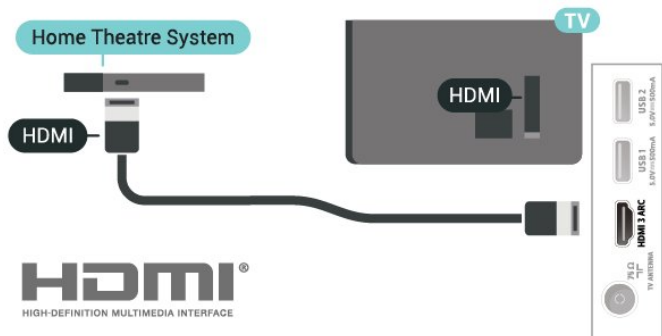 Home Theatre System
TV
HDMI
HDMI
USB 2
5.0V⎓500mA
USB 1
5.0V⎓500mA
HDMI 3 ARC
75 Ω
TV ANTENNA
HDMI®
HIGH-DEFINITION MULTIMEDIA INTERFACE